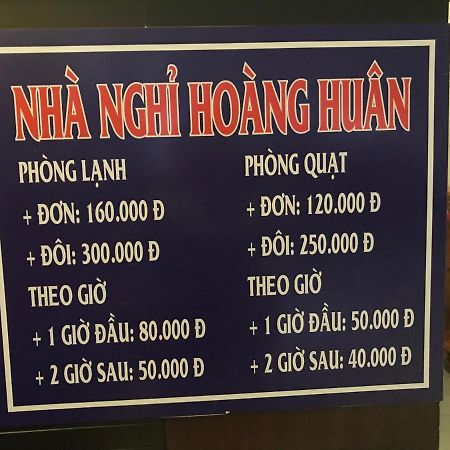 NHÀ NGHỈ HOÀNG HUÂN
PHÒNG LẠNH
+ ĐƠN: 160.000 Đ
+ ĐÔI: 300.000 Đ
THEO GIỜ
+ 1 GIỜ ĐẦU: 80.000 Đ
+ 2 GIỜ SAU: 50.000 Đ
PHÒNG QUẠT
+ ĐƠN: 120.000 Đ
+ ĐÔI: 250.000 Đ
THEO GIỜ
+ 1 GIỜ ĐẦU: 50.000 Đ
+ 2 GIỜ SAU: 40.000 Đ